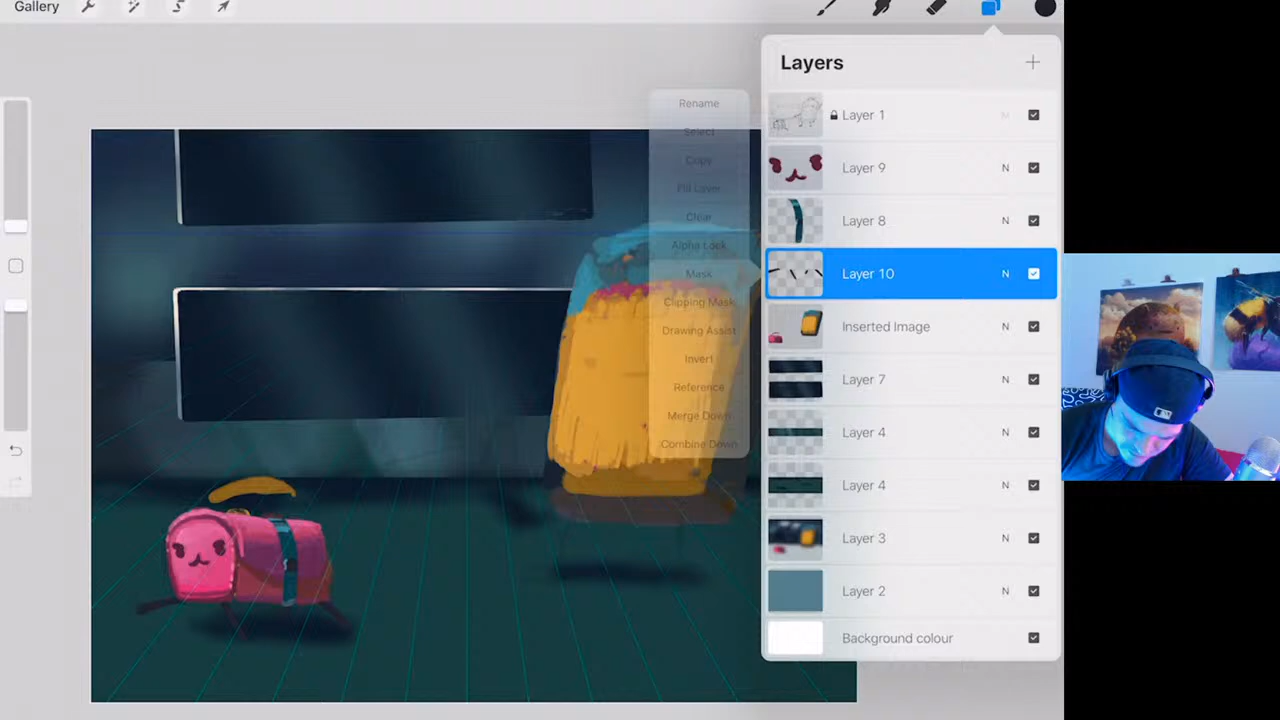 Gallery
Layers
Layer 1
M
Layer 9
N
Layer 8
N
Layer 10
N
Inserted Image
N
Layer 7
N
Layer 4
N
Layer 4
N
Layer 3
N
Layer 2
N
Background colour
Rename
Select
Copy
Fill Layer
Clear
Alpha Lock
Mask
Clipping Mask
Drawing Assist
Invert
Reference
Merge Down
Combine Down